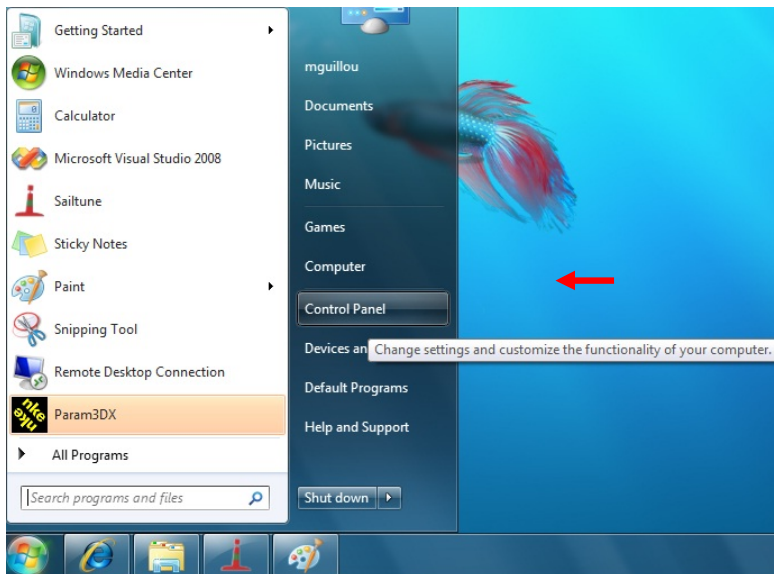 Getting Started
Windows Media Center
Calculator
Microsoft Visual Studio 2008
Sailtune
Sticky Notes
Paint
Snipping Tool
Remote Desktop Connection
nke
nke
Param3DX
All Programs
Search programs and files
mguillou
Documents
Pictures
Music
Games
Computer
Control Panel
Devices an
Change settings and customize the functionality of your computer.
Default Programs
Help and Support
Shut down